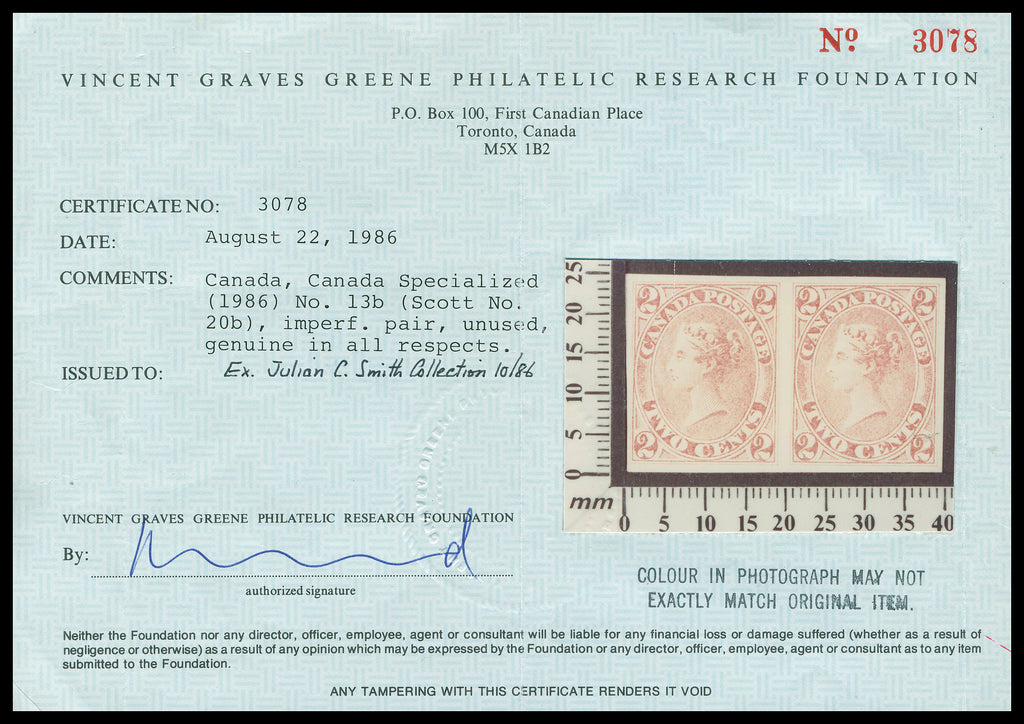 Nº 3078
VINCENT GRAVES GREENE PHILATELIC RESEARCH FOUNDATION
P.O. Box 100, First Canadian Place
Toronto, Canada
M5X 1B2
CERTIFICATE NO: 3078
DATE: August 22, 1986
COMMENTS: Canada, Canada Specialized
(1986) No. 13b (Scott No.
20b), imperf. pair, unused,
genuine in all respects.
ISSUED TO: Ex. Julian C. Smith Collection 10/86
25
20
15
10
5
0
mm
0 5 10 15 20 25 30 35 40
2 CANADA POSTAGE 2
2 TWO CENTS 2
2 CANADA POSTAGE 2
2 TWO CENTS 2
VINCENT GRAVES GREENE PHILATELIC RESEARCH FOUNDATION
By:
authorized signature
COLOUR IN PHOTOGRAPH MAY NOT
EXACTLY MATCH ORIGINAL ITEM.
Neither the Foundation nor any director, officer, employee, agent or consultant will be liable for any financial loss or damage suffered (whether as a result of
negligence or otherwise) as a result of any opinion which may be expressed by the Foundation or any director, officer, employee, agent or consultant as to any item
submitted to the Foundation.
ANY TAMPERING WITH THIS CERTIFICATE RENDERS IT VOID